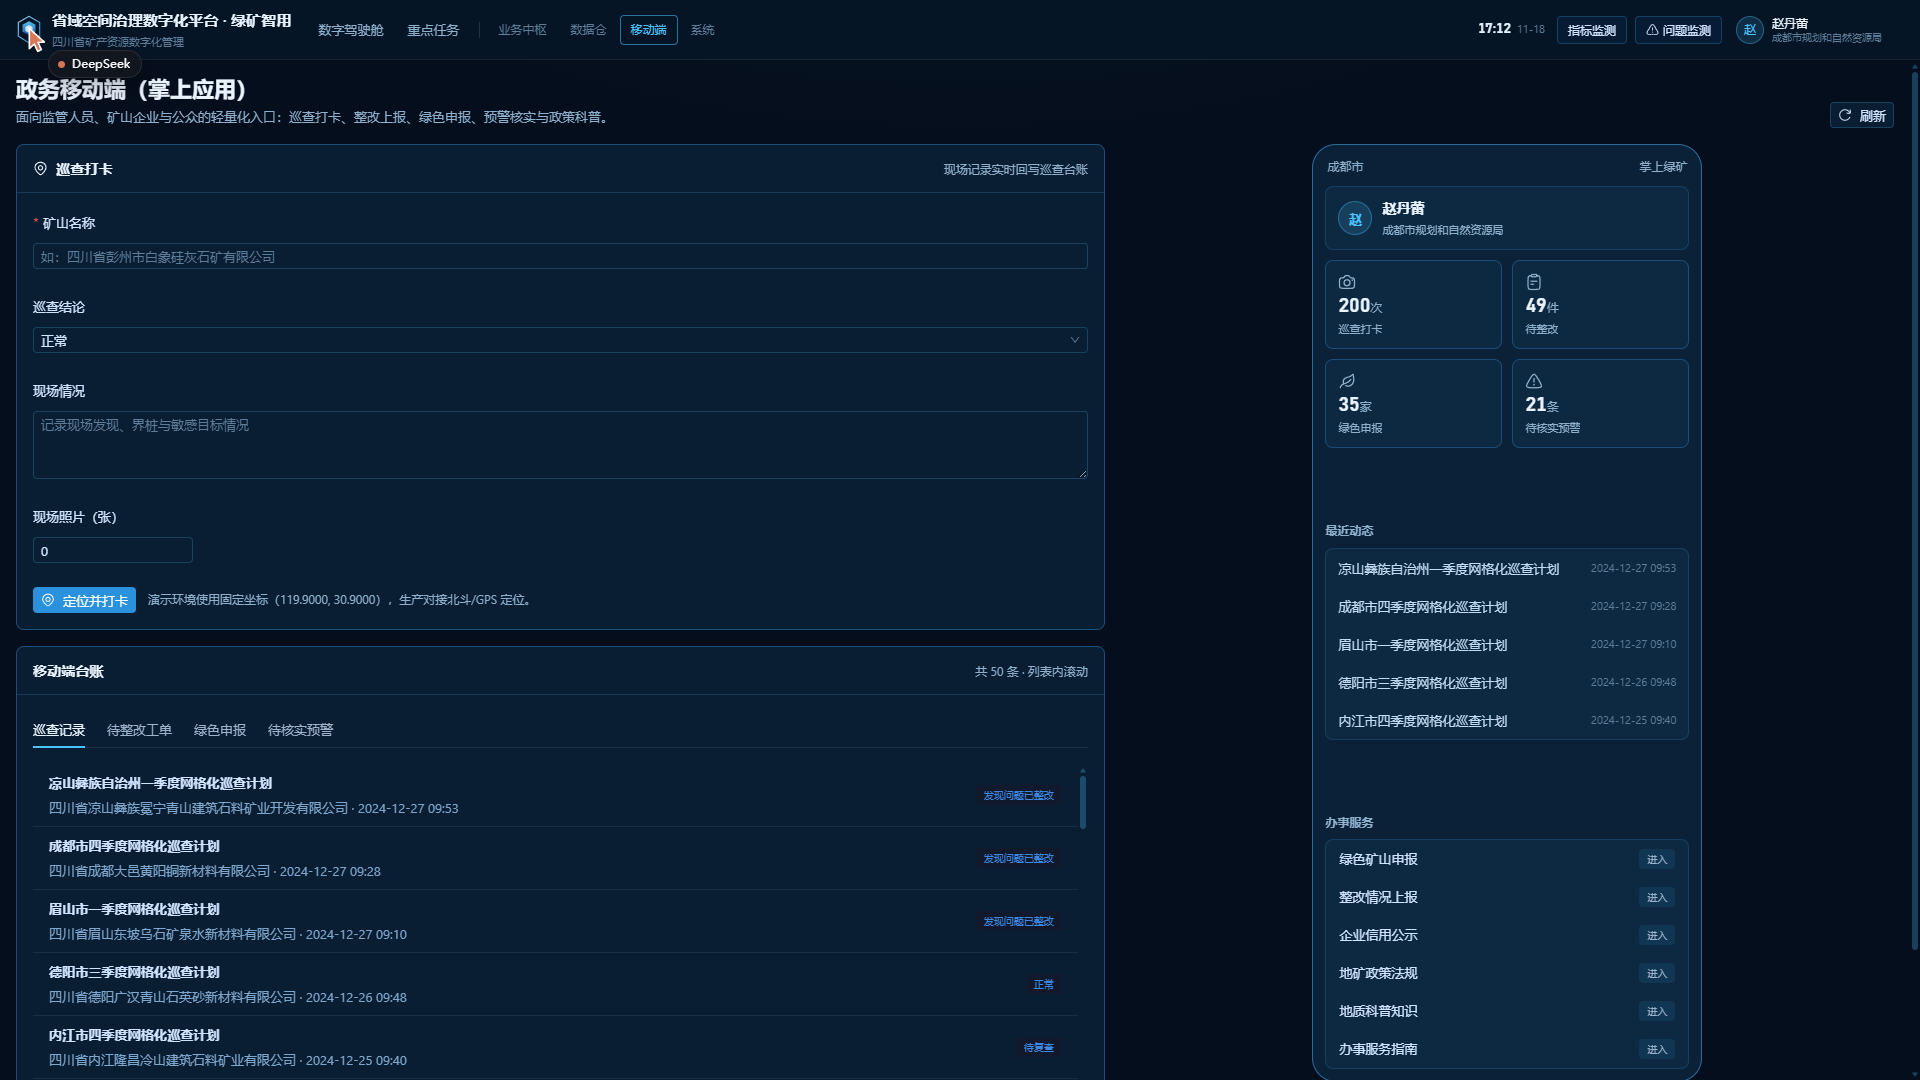 省域空间治理数字化平台 · 绿矿智用
四川省矿产资源数字化管理
数字驾驶舱
重点任务
业务中枢
数据仓
移动端
系统
17:12 11-18
指标监测
问题监测
赵
赵丹蕾
成都市规划和自然资源局
DeepSeek
政务移动端（掌上应用）
面向监管人员、矿山企业与公众的轻量化入口：巡查打卡、整改上报、绿色申报、预警核实与政策科普。
刷新
巡查打卡
现场记录实时回写巡查台账
* 矿山名称
如：四川省彭州市白象硅灰石矿有限公司
巡查结论
正常
现场情况
记录现场发现、界桩与敏感目标情况
现场照片（张）
0
定位并打卡
演示环境使用固定坐标（119.9000, 30.9000），生产对接北斗/GPS 定位。
移动端台账
共 50 条 · 列表内滚动
巡查记录
待整改工单
绿色申报
待核实预警
凉山彝族自治州一季度网格化巡查计划
四川省凉山彝族冕宁青山建筑石料矿业开发有限公司 · 2024-12-27 09:53
发现问题已整改
成都市四季度网格化巡查计划
四川省成都大邑黄阳铜新材料有限公司 · 2024-12-27 09:28
发现问题已整改
眉山市一季度网格化巡查计划
四川省眉山东坡乌石矿泉水新材料有限公司 · 2024-12-27 09:10
发现问题已整改
德阳市三季度网格化巡查计划
四川省德阳广汉青山石英砂新材料有限公司 · 2024-12-26 09:48
正常
内江市四季度网格化巡查计划
四川省内江隆昌冷山建筑石料矿业有限公司 · 2024-12-25 09:40
待复查
成都市
掌上绿矿
赵
赵丹蕾
成都市规划和自然资源局
200次
巡查打卡
49件
待整改
35家
绿色申报
21条
待核实预警
最近动态
凉山彝族自治州一季度网格化巡查计划 2024-12-27 09:53
成都市四季度网格化巡查计划 2024-12-27 09:28
眉山市一季度网格化巡查计划 2024-12-27 09:10
德阳市三季度网格化巡查计划 2024-12-26 09:48
内江市四季度网格化巡查计划 2024-12-25 09:40
办事服务
绿色矿山申报 进入
整改情况上报 进入
企业信用公示 进入
地矿政策法规 进入
地质科普知识 进入
办事服务指南 进入